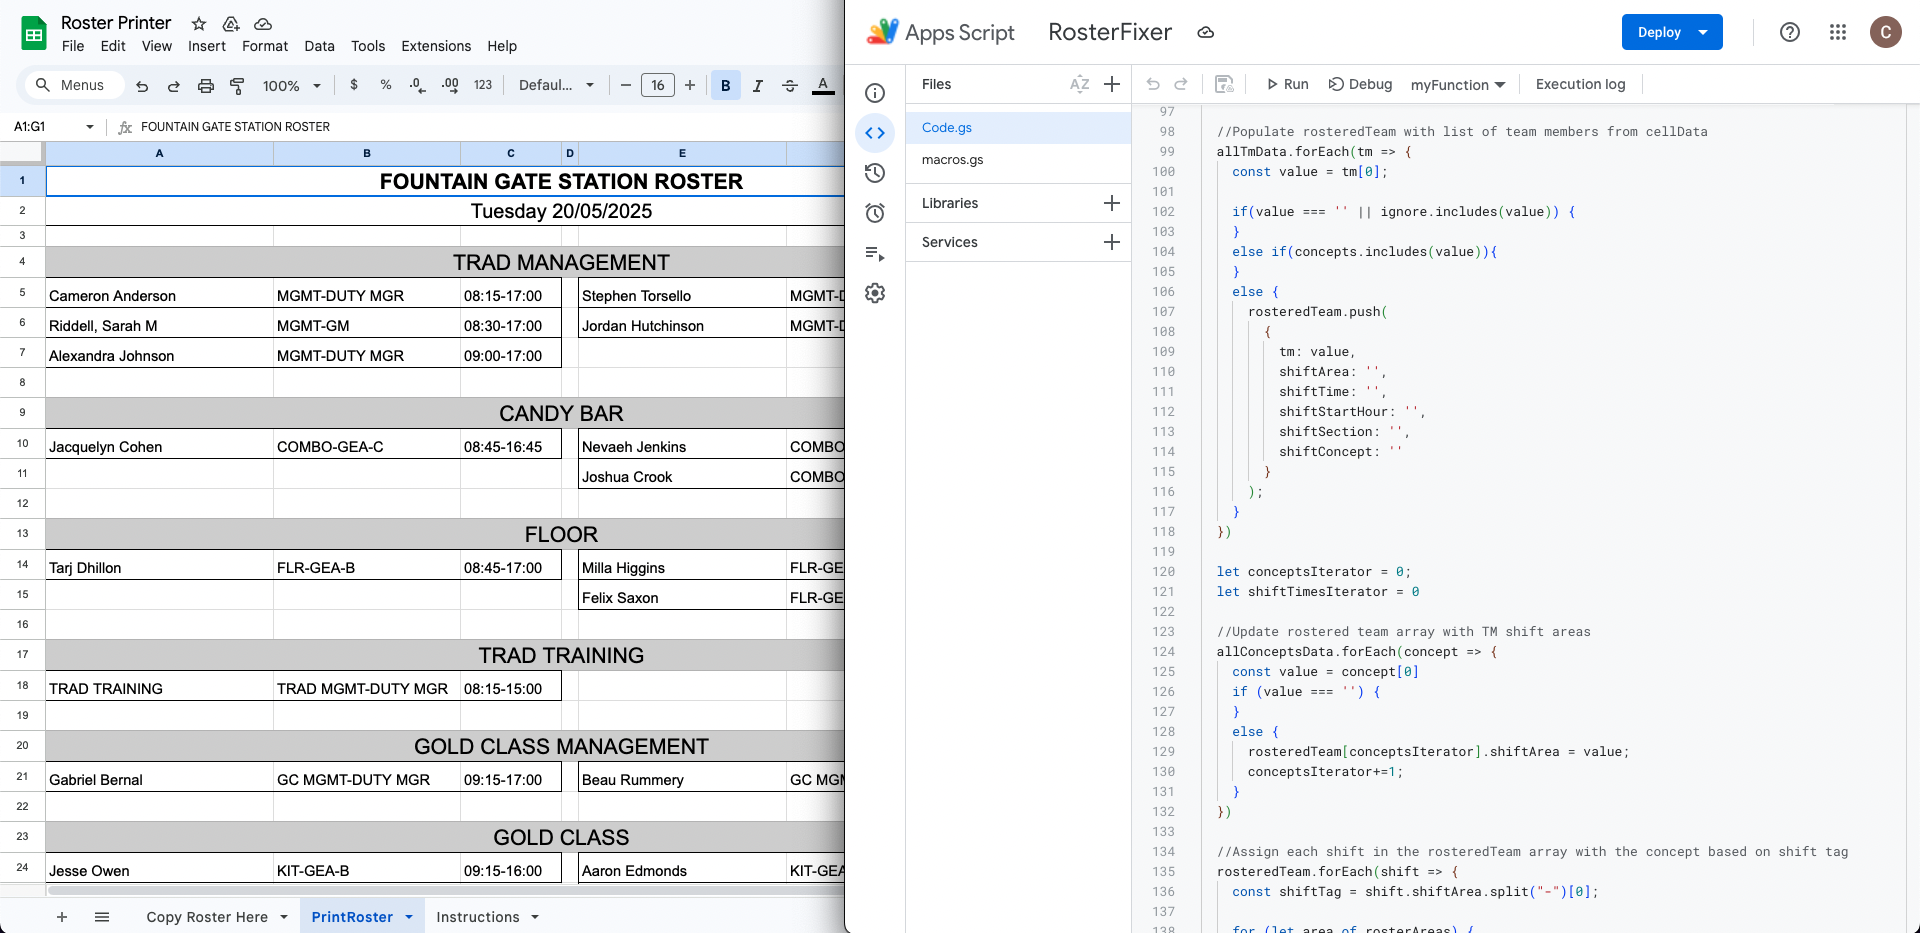 Roster Printer
File Edit View Insert Format Data Tools Extensions Help
Menus 100% $ % .0 .00 123 Defaul... − 16 + B I A
A1:G1 fx FOUNTAIN GATE STATION ROSTER
A B C D E
1 FOUNTAIN GATE STATION ROSTER
2 Tuesday 20/05/2025
3
4 TRAD MANAGEMENT
5 Cameron Anderson MGMT-DUTY MGR 08:15-17:00 Stephen Torsello MGMT-D
6 Riddell, Sarah M MGMT-GM 08:30-17:00 Jordan Hutchinson MGMT-D
7 Alexandra Johnson MGMT-DUTY MGR 09:00-17:00
8
9 CANDY BAR
10 Jacquelyn Cohen COMBO-GEA-C 08:45-16:45 Nevaeh Jenkins COMBO
11 Joshua Crook COMBO
12
13 FLOOR
14 Tarj Dhillon FLR-GEA-B 08:45-17:00 Milla Higgins FLR-GE
15 Felix Saxon FLR-GE
16
17 TRAD TRAINING
18 TRAD TRAINING TRAD MGMT-DUTY MGR 08:15-15:00
19
20 GOLD CLASS MANAGEMENT
21 Gabriel Bernal GC MGMT-DUTY MGR 09:15-17:00 Beau Rummery GC MGM
22
23 GOLD CLASS
24 Jesse Owen KIT-GEA-B 09:15-16:00 Aaron Edmonds KIT-GEA
+ Copy Roster Here PrintRoster Instructions
Apps Script RosterFixer Deploy C
Files AZ
Code.gs
macros.gs
Libraries
Services
Run Debug myFunction Execution log
97
98 //Populate rosteredTeam with list of team members from cellData
99 allTmData.forEach(tm => {
100 const value = tm[0];
101
102 if(value === '' || ignore.includes(value)) {
103 }
104 else if(concepts.includes(value)){
105 }
106 else {
107 rosteredTeam.push(
108 {
109 tm: value,
110 shiftArea: '',
111 shiftTime: '',
112 shiftStartHour: '',
113 shiftSection: '',
114 shiftConcept: ''
115 }
116 );
117 }
118 })
119
120 let conceptsIterator = 0;
121 let shiftTimesIterator = 0
122
123 //Update rostered team array with TM shift areas
124 allConceptsData.forEach(concept => {
125 const value = concept[0]
126 if (value === '') {
127 }
128 else {
129 rosteredTeam[conceptsIterator].shiftArea = value;
130 conceptsIterator+=1;
131 }
132 })
133
134 //Assign each shift in the rosteredTeam array with the concept based on shift tag
135 rosteredTeam.forEach(shift => {
136 const shiftTag = shift.shiftArea.split("-")[0];
137
138 for (let area of rosterAreas) {